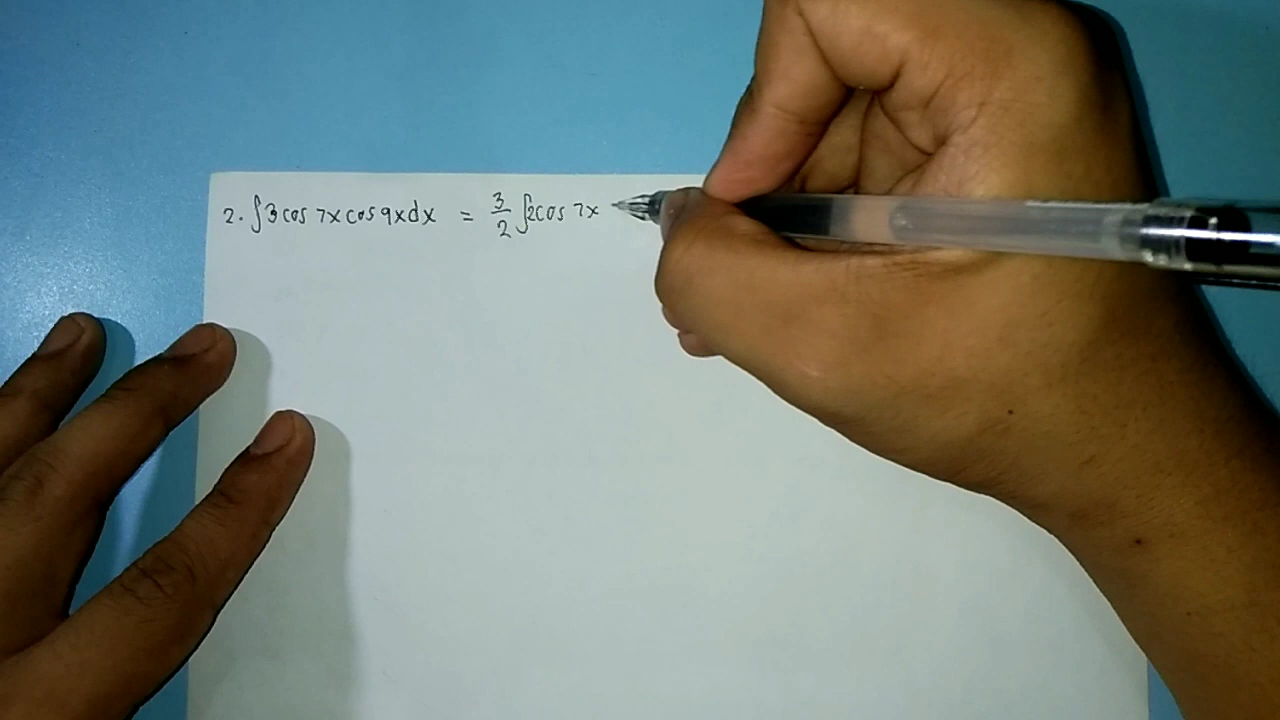 2. ∫3 cos 7x cos 9x dx = 3/2 ∫2cos 7x